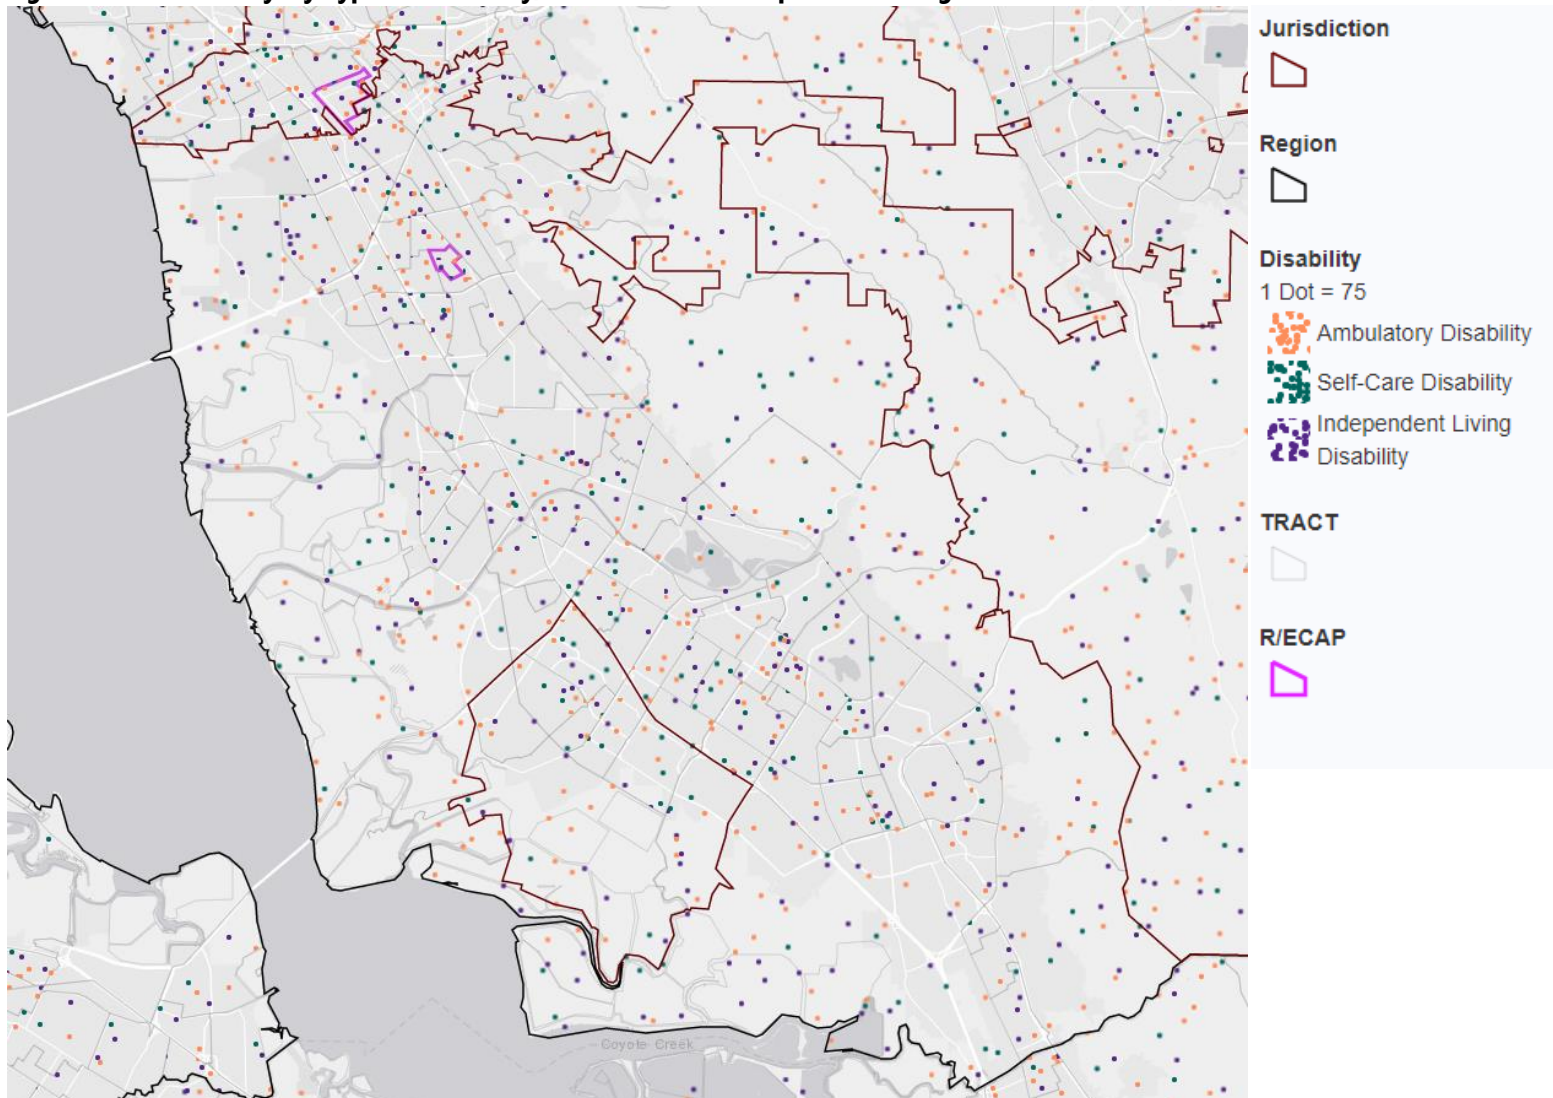 Jurisdiction
Region
Disability
1 Dot = 75
Ambulatory Disability
Self-Care Disability
Independent Living
Disability
TRACT
R/ECAP
Coyote Creek